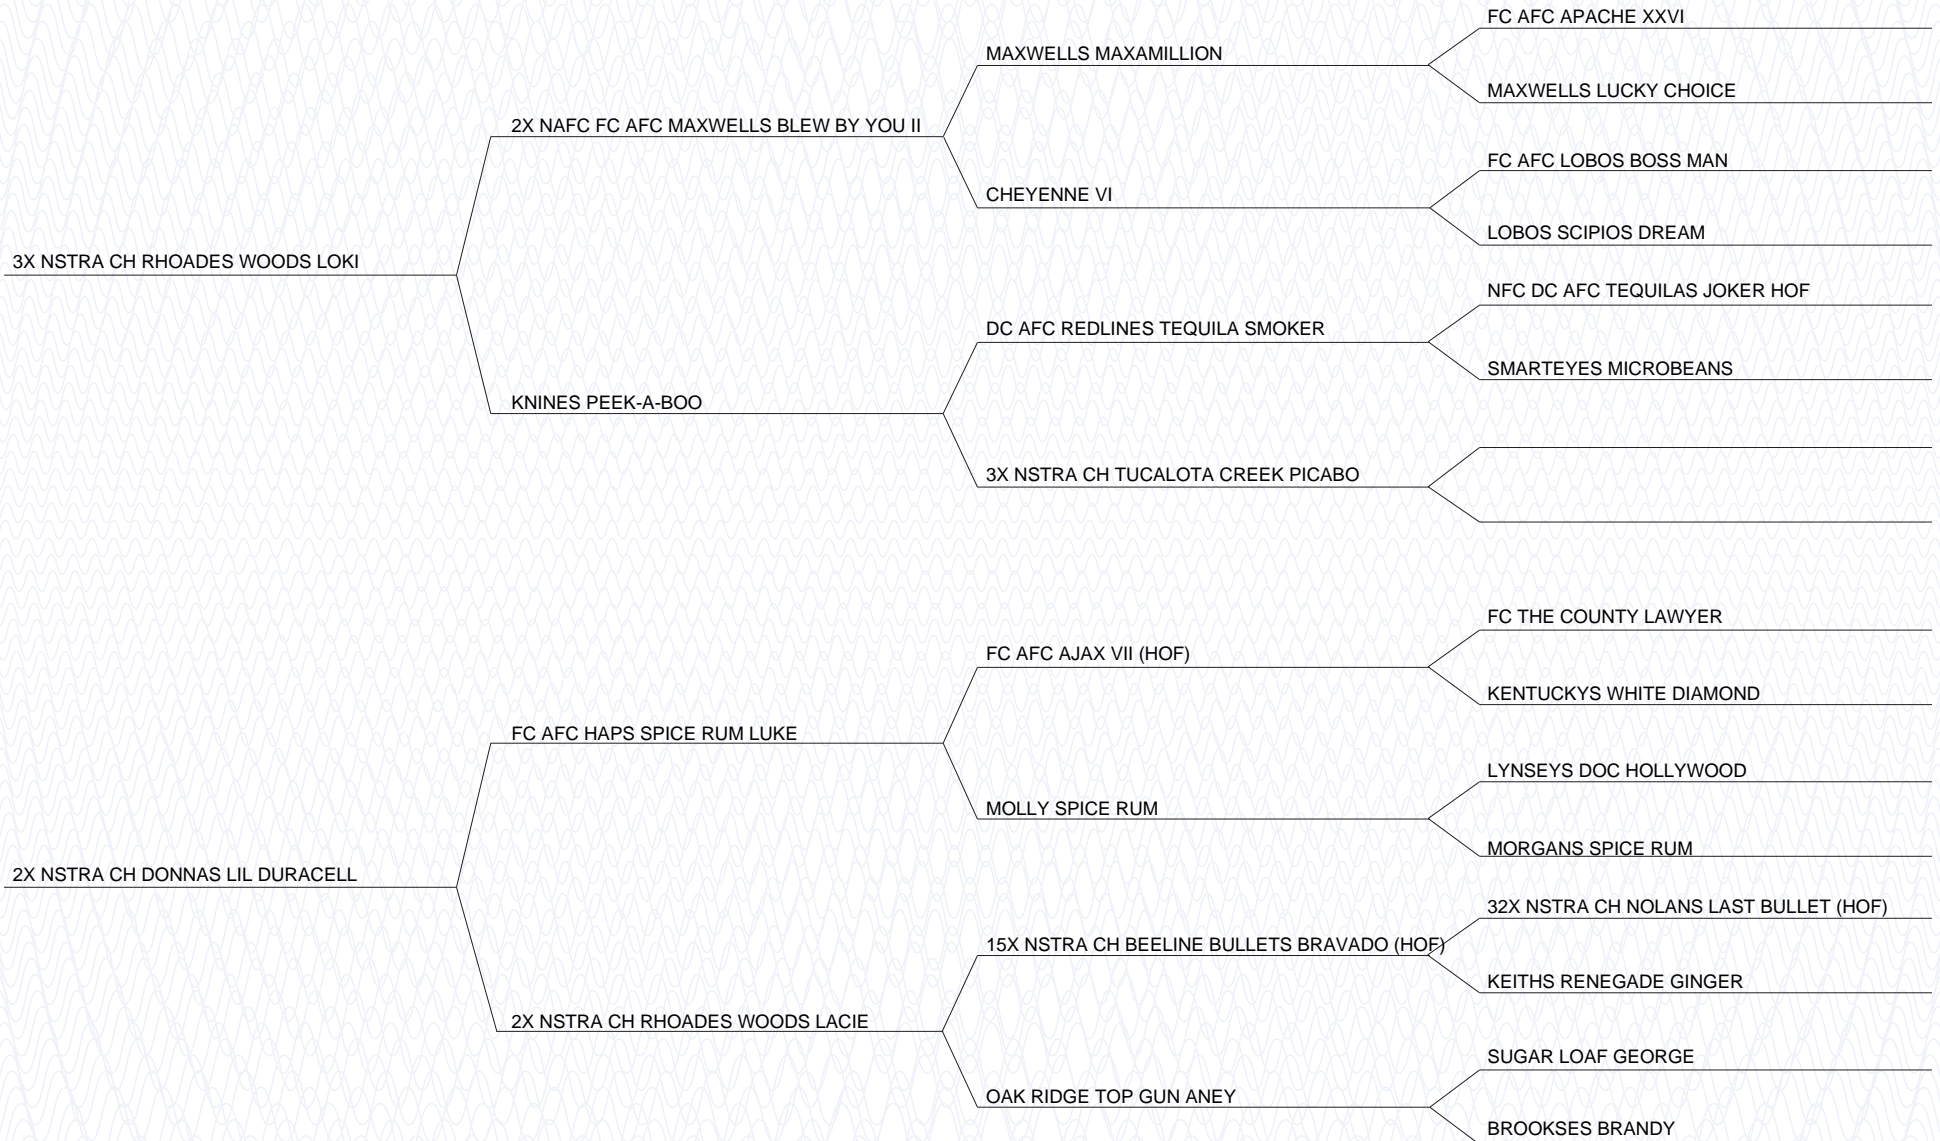 FC AFC APACHE XXVI
MAXWELLS MAXAMILLION
MAXWELLS LUCKY CHOICE
2X NAFC FC AFC MAXWELLS BLEW BY YOU II
FC AFC LOBOS BOSS MAN
CHEYENNE VI
LOBOS SCIPIOS DREAM
3X NSTRA CH RHOADES WOODS LOKI
NFC DC AFC TEQUILAS JOKER HOF
DC AFC REDLINES TEQUILA SMOKER
SMARTEYES MICROBEANS
KNINES PEEK-A-BOO
3X NSTRA CH TUCALOTA CREEK PICABO
FC THE COUNTY LAWYER
FC AFC AJAX VII (HOF)
KENTUCKYS WHITE DIAMOND
FC AFC HAPS SPICE RUM LUKE
LYNSEYS DOC HOLLYWOOD
MOLLY SPICE RUM
MORGANS SPICE RUM
2X NSTRA CH DONNAS LIL DURACELL
32X NSTRA CH NOLANS LAST BULLET (HOF)
15X NSTRA CH BEELINE BULLETS BRAVADO (HOF)
KEITHS RENEGADE GINGER
2X NSTRA CH RHOADES WOODS LACIE
SUGAR LOAF GEORGE
OAK RIDGE TOP GUN ANEY
BROOKSES BRANDY